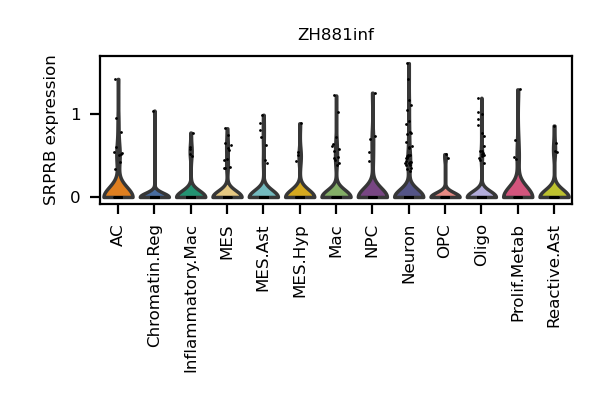 ZH881inf
SRPRB expression
1
0
AC
Chromatin.Reg
Inflammatory.Mac
MES
MES.Ast
MES.Hyp
Mac
NPC
Neuron
OPC
Oligo
Prolif.Metab
Reactive.Ast